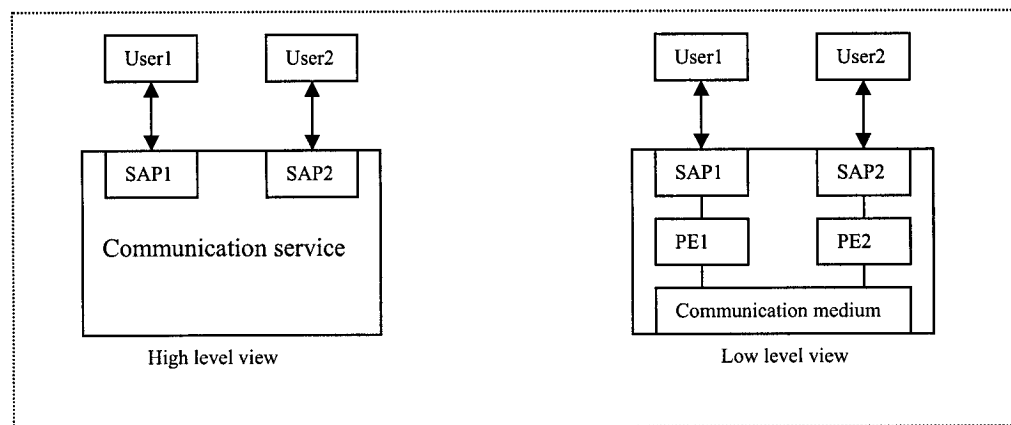 User1 User2 User1 User2
SAP1 SAP2 SAP1 SAP2
PE1 PE2
Communication service
Communication medium
High level view Low level view